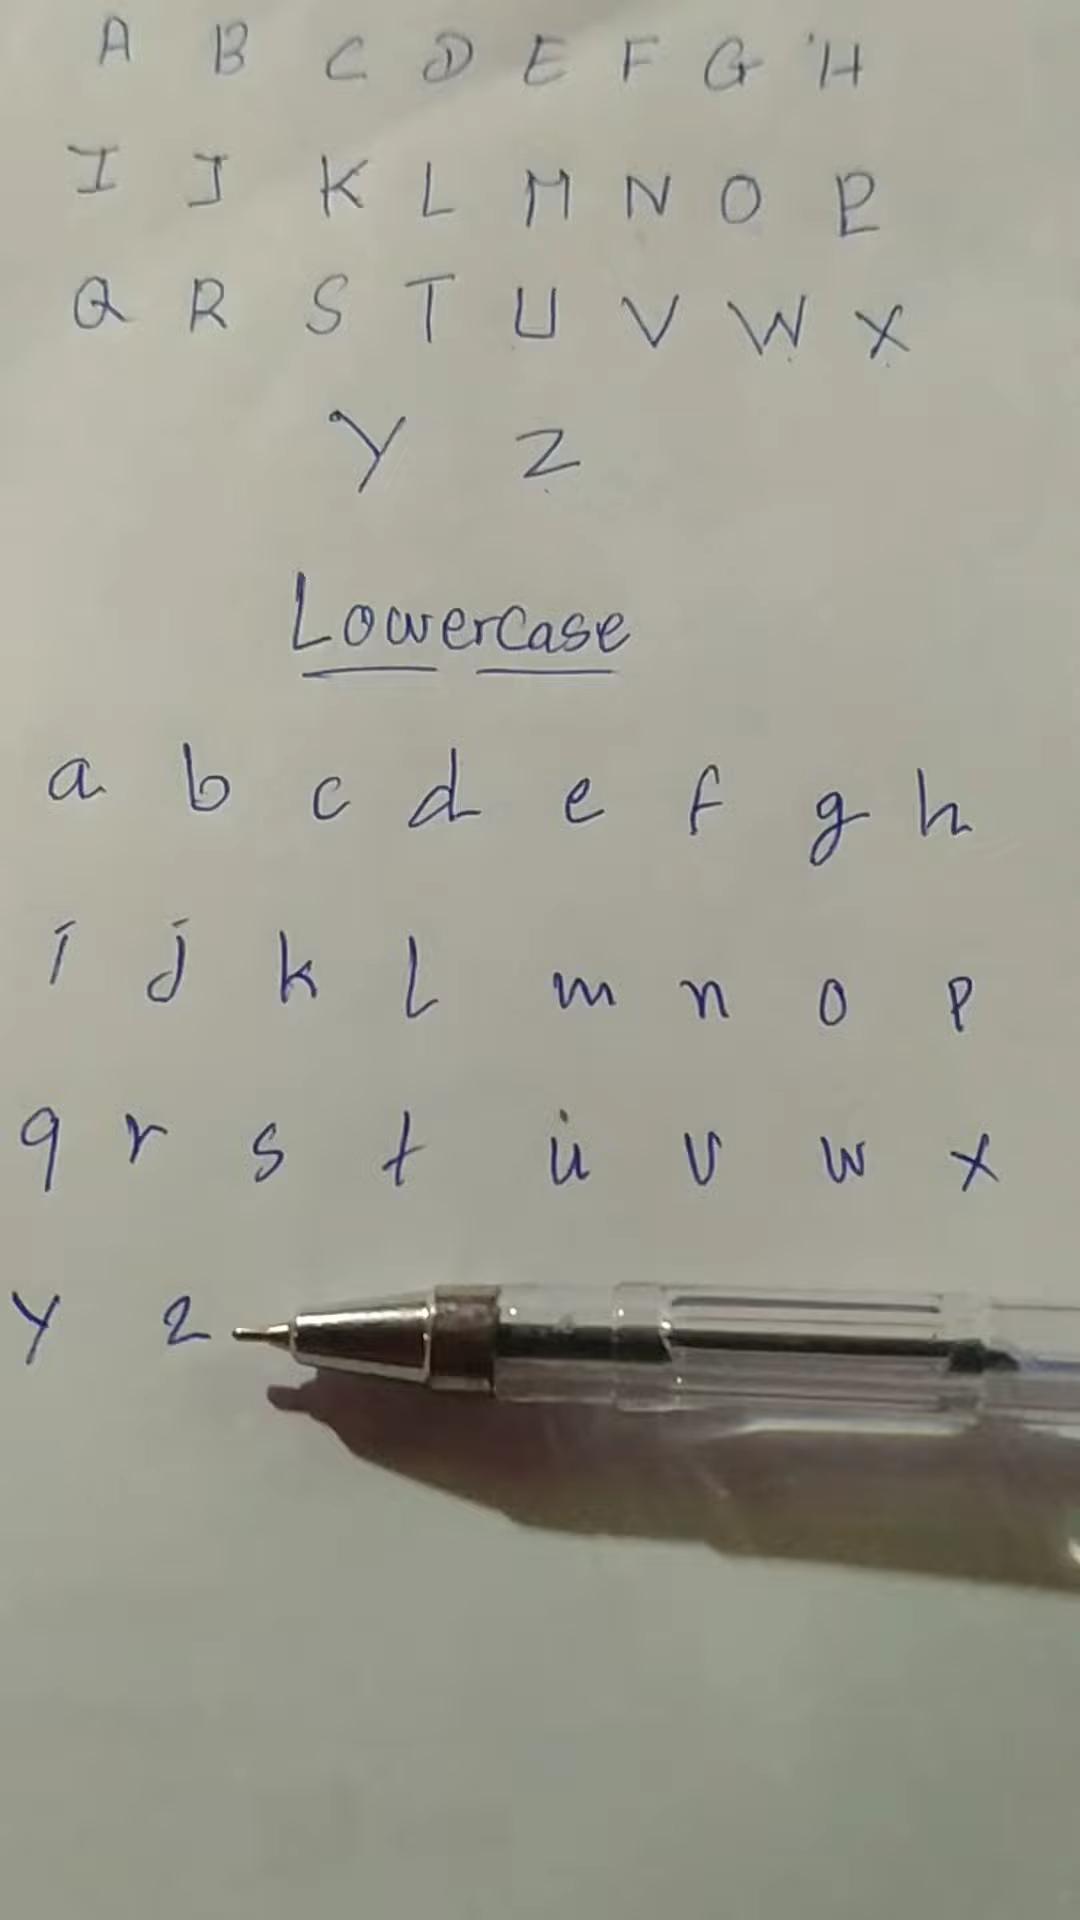 A B C D E F G H
I J K L M N O P
Q R S T U V W X
Y Z
Lowercase
a b c d e f g h
i j k l m n o p
q r s t u v w x
y z